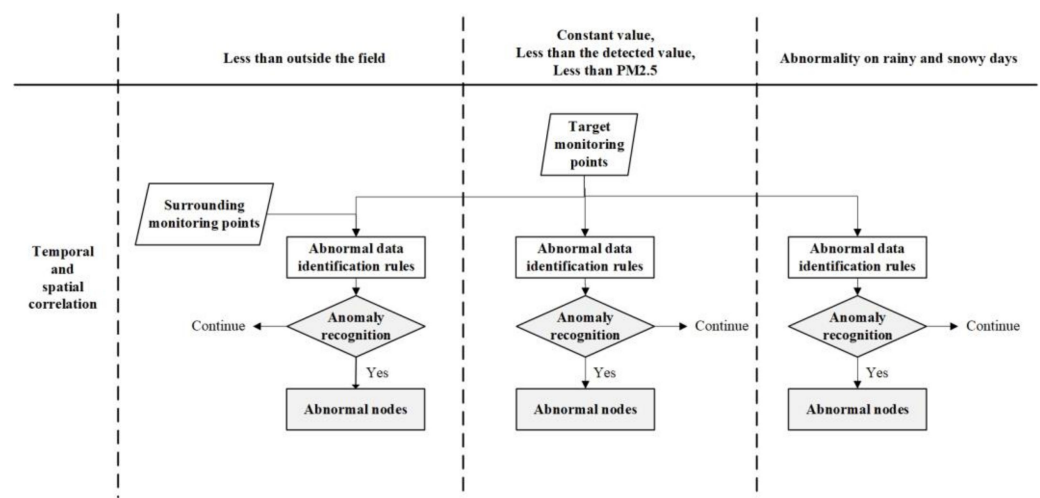 Less than outside the field
Constant value,
Less than the detected value,
Less than PM2.5
Abnormality on rainy and snowy days
Temporal
and
spatial
correlation
Target
monitoring
points
Surrounding
monitoring points
Abnormal data
identification rules
Abnormal data
identification rules
Abnormal data
identification rules
Continue
Anomaly
recognition
Anomaly
recognition
Continue
Anomaly
recognition
Continue
Yes
Yes
Yes
Abnormal nodes
Abnormal nodes
Abnormal nodes